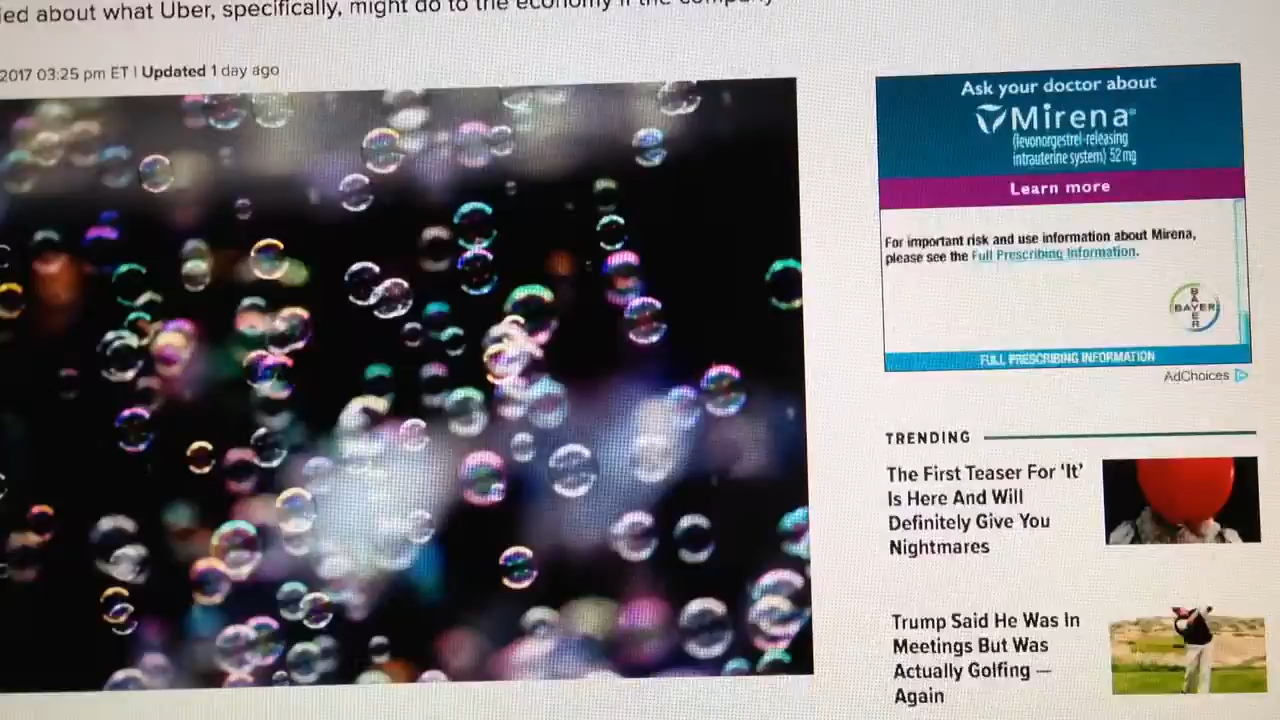 ied about what Uber, specifically, might do to the economy if the company
2017 03:25 pm ET | Updated 1 day ago
Ask your doctor about
Mirena®
(levonorgestrel-releasing
intrauterine system) 52 mg
Learn more
For important risk and use information about Mirena,
please see the Full Prescribing Information.
BAYER
BAYER
FULL PRESCRIBING INFORMATION
AdChoices
TRENDING
The First Teaser For ‘It’
Is Here And Will
Definitely Give You
Nightmares
Trump Said He Was In
Meetings But Was
Actually Golfing —
Again